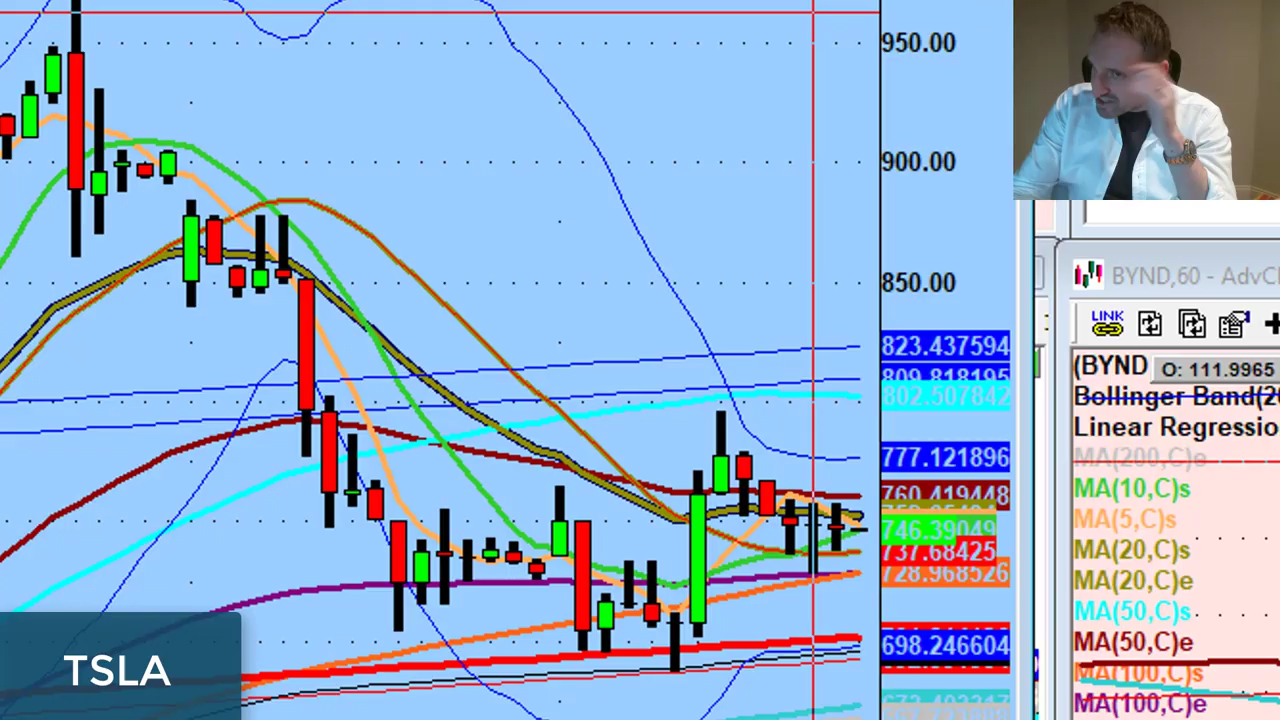 950.00
900.00
850.00
823.437594
809.818195
802.507842
777.121896
760.419448
746.39049
737.68425
728.968526
698.246604
TSLA
BYND,60 - AdvC
LINK
(BYND
O: 111.9965
Bollinger Band(2
Linear Regressio
MA(200,C)e
MA(10,C)s
MA(5,C)s
MA(20,C)s
MA(20,C)e
MA(50,C)s
MA(50,C)e
MA(100,C)s
MA(100,C)e